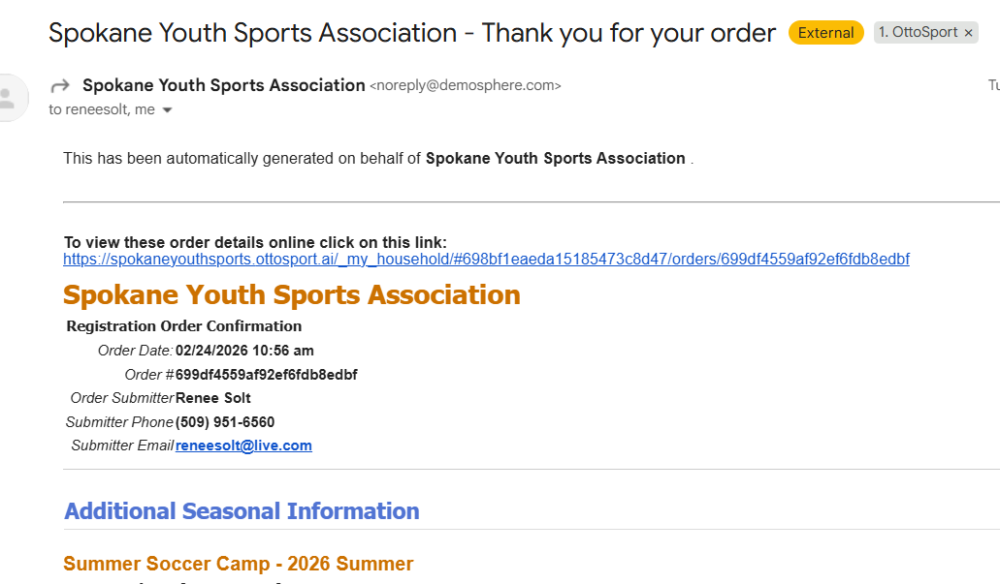 Spokane Youth Sports Association - Thank you for your order External 1. OttoSport ×
Spokane Youth Sports Association <noreply@demosphere.com>
to reneesolt, me
This has been automatically generated on behalf of Spokane Youth Sports Association .
To view these order details online click on this link:
https://spokaneyouthsports.ottosport.ai/_my_household/#698bf1eaeda15185473c8d47/orders/699df4559af92ef6fdb8edbf
Spokane Youth Sports Association
Registration Order Confirmation
Order Date: 02/24/2026 10:56 am
Order # 699df4559af92ef6fdb8edbf
Order Submitter Renee Solt
Submitter Phone (509) 951-6560
Submitter Email reneesolt@live.com
Additional Seasonal Information
Summer Soccer Camp - 2026 Summer